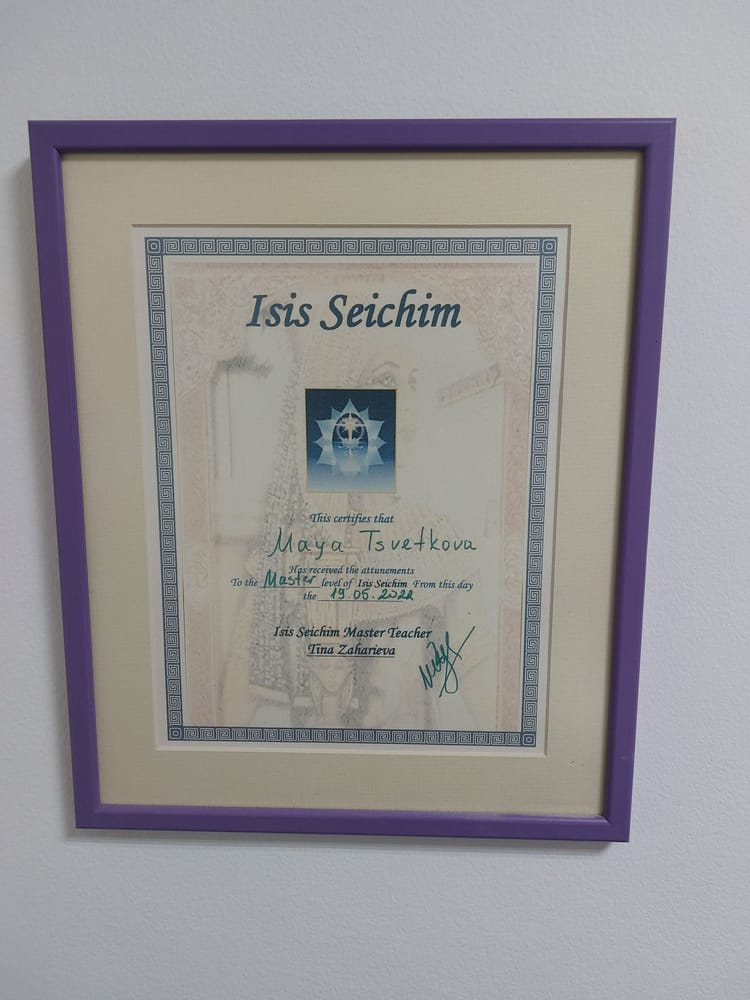 Isis Seichim
This certifies that
Maya Tsvetkova
Has received the attunements
To the Master level of Isis Seichim From this day
the 19.05.2022
Isis Seichim Master Teacher
Tina Zaharieva